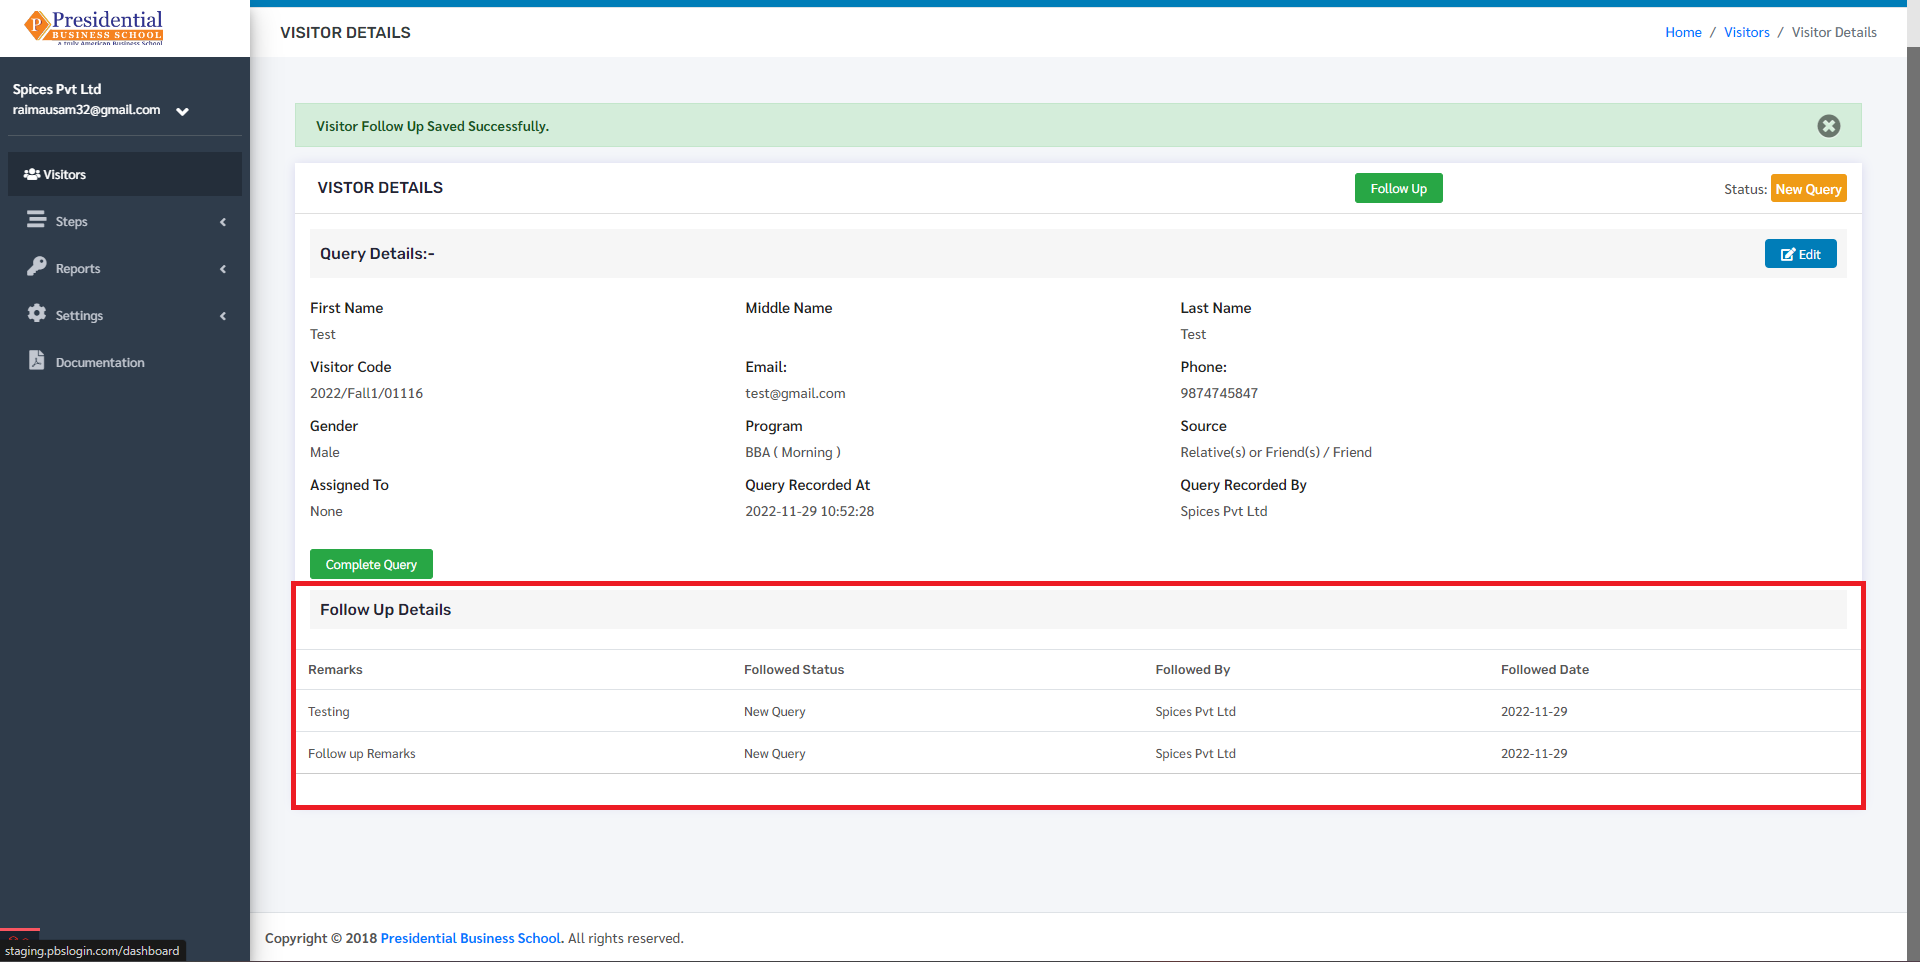 P Presidential
BUSINESS SCHOOL
a truly American Business School
VISITOR DETAILS
Home / Visitors / Visitor Details
Spices Pvt Ltd
raimausam32@gmail.com
Visitors
Steps
Reports
Settings
Documentation
Visitor Follow Up Saved Successfully.
VISTOR DETAILS
Follow Up
Status: New Query
Query Details:-
Edit
First Name Middle Name Last Name
Test Test
Visitor Code Email: Phone:
2022/Fall1/01116 test@gmail.com 9874745847
Gender Program Source
Male BBA ( Morning ) Relative(s) or Friend(s) / Friend
Assigned To Query Recorded At Query Recorded By
None 2022-11-29 10:52:28 Spices Pvt Ltd
Complete Query
Follow Up Details
Remarks Followed Status Followed By Followed Date
Testing New Query Spices Pvt Ltd 2022-11-29
Follow up Remarks New Query Spices Pvt Ltd 2022-11-29
Copyright © 2018 Presidential Business School. All rights reserved.
staging.pbslogin.com/dashboard